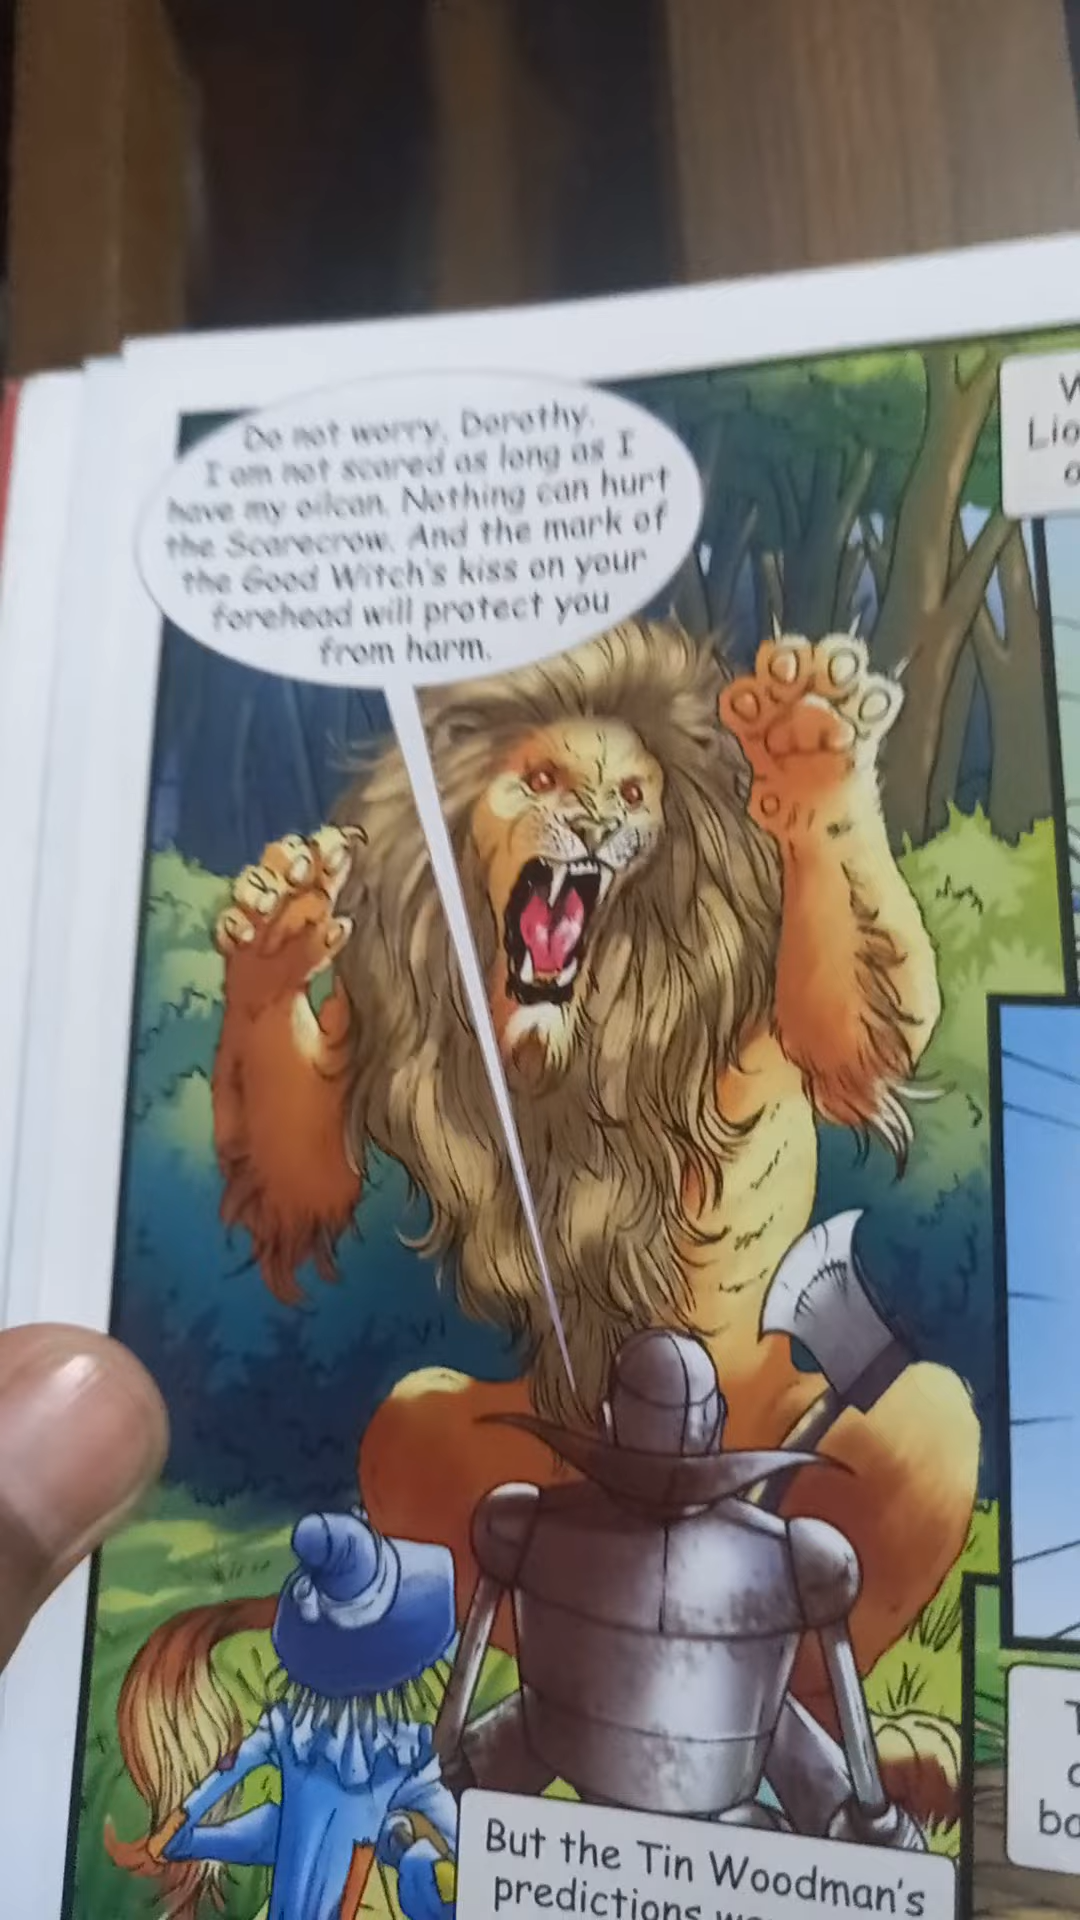 Do not worry, Dorothy.
I am not scared as long as I
have my oilcan. Nothing can hurt
the Scarecrow. And the mark of
the Good Witch's kiss on your
forehead will protect you
from harm.
But the Tin Woodman's
predictions